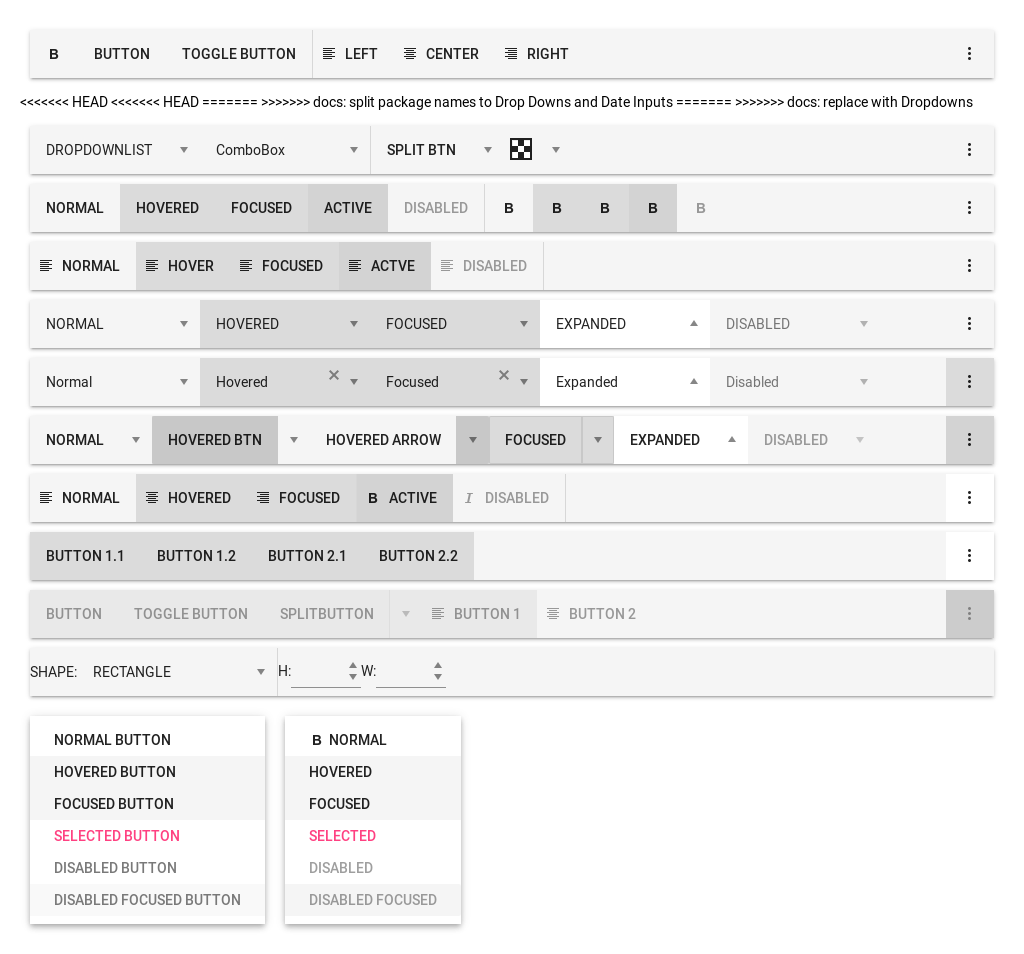 B BUTTON TOGGLE BUTTON LEFT CENTER RIGHT
<<<<<<< HEAD <<<<<<< HEAD ======= >>>>>>> docs: split package names to Drop Downs and Date Inputs ======= >>>>>>> docs: replace with Dropdowns
DROPDOWNLIST ComboBox SPLIT BTN
NORMAL HOVERED FOCUSED ACTIVE DISABLED B B B B B
NORMAL HOVER FOCUSED ACTVE DISABLED
NORMAL HOVERED FOCUSED EXPANDED DISABLED
Normal Hovered Focused Expanded Disabled
NORMAL HOVERED BTN HOVERED ARROW FOCUSED EXPANDED DISABLED
NORMAL HOVERED FOCUSED B ACTIVE I DISABLED
BUTTON 1.1 BUTTON 1.2 BUTTON 2.1 BUTTON 2.2
BUTTON TOGGLE BUTTON SPLITBUTTON BUTTON 1 BUTTON 2
SHAPE: RECTANGLE H: W:
NORMAL BUTTON
HOVERED BUTTON
FOCUSED BUTTON
SELECTED BUTTON
DISABLED BUTTON
DISABLED FOCUSED BUTTON
B NORMAL
HOVERED
FOCUSED
SELECTED
DISABLED
DISABLED FOCUSED